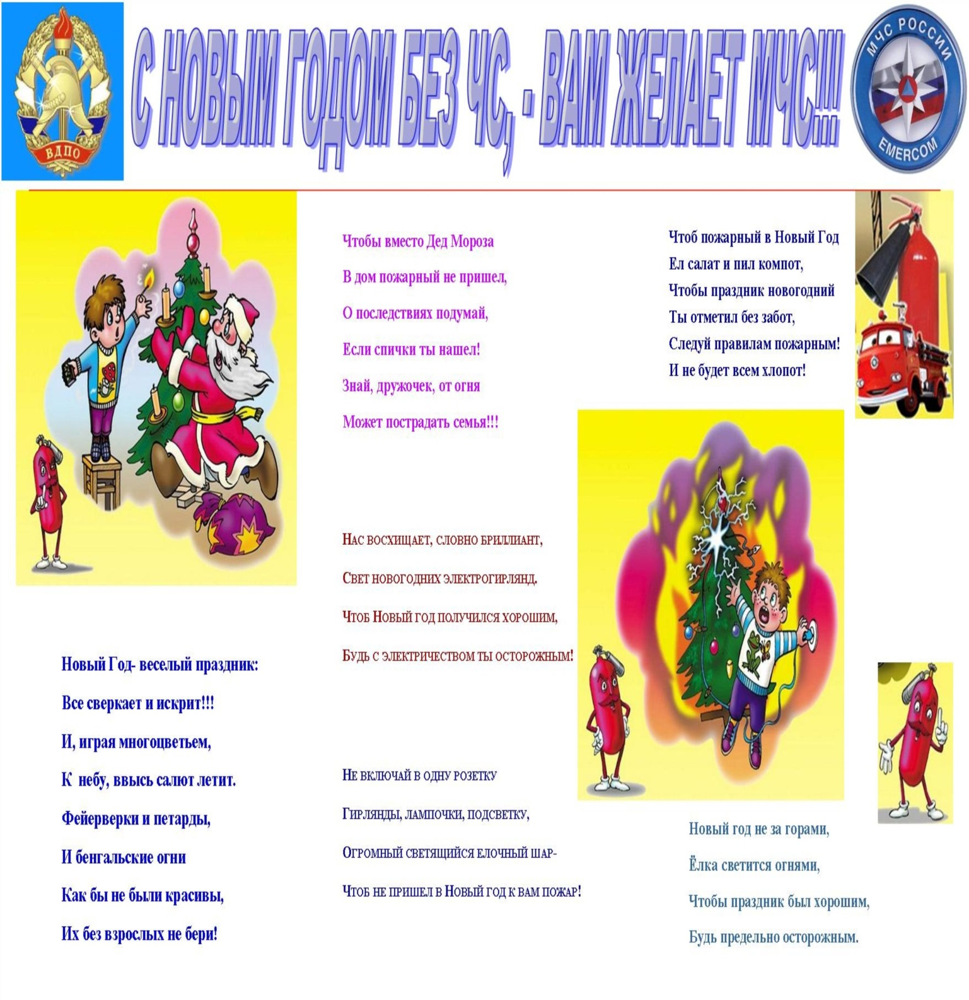 С НОВЫМ ГОДОМ БЕЗ ЧС, - ВАМ ЖЕЛАЕТ МЧС!!!
ВДПО
МЧС РОССИИ
EMERCOM
Чтобы вместо Дед Мороза
В дом пожарный не пришел,
О последствиях подумай,
Если спички ты нашел!
Знай, дружочек, от огня
Может пострадать семья!!!
Чтоб пожарный в Новый Год
Ел салат и пил компот,
Чтобы праздник новогодний
Ты отметил без забот,
Следуй правилам пожарным!
И не будет всем хлопот!
Нас восхищает, словно бриллиант,
Свет новогодних электрогирлянд.
Чтоб Новый год получился хорошим,
Будь с электричеством ты осторожным!
Новый Год- веселый праздник:
Все сверкает и искрит!!!
И, играя многоцветьем,
К небу, ввысь салют летит.
Фейерверки и петарды,
И бенгальские огни
Как бы не были красивы,
Их без взрослых не бери!
Не включай в одну розетку
Гирлянды, лампочки, подсветку,
Огромный светящийся елочный шар-
Чтоб не пришел в Новый год к вам пожар!
Новый год не за горами,
Ёлка светится огнями,
Чтобы праздник был хорошим,
Будь предельно осторожным.